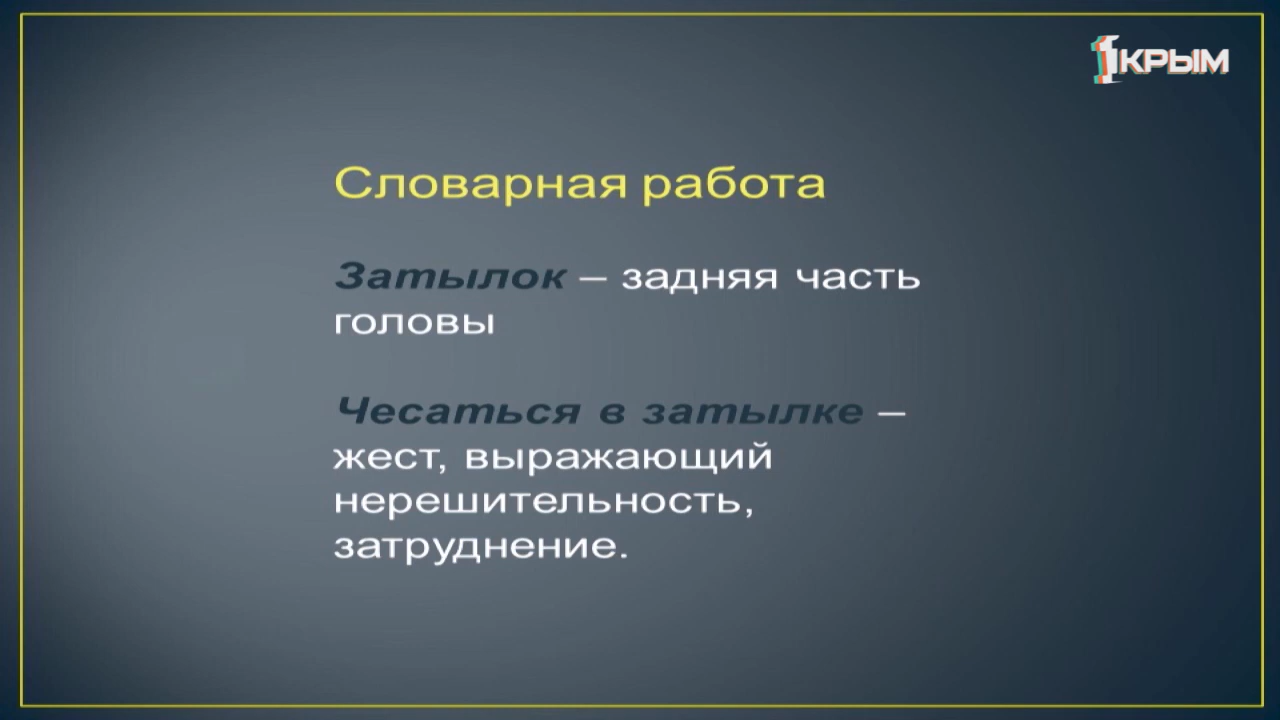 1КРЫМ
Словарная работа
Затылок – задняя часть
головы
Чесаться в затылке –
жест, выражающий
нерешительность,
затруднение.